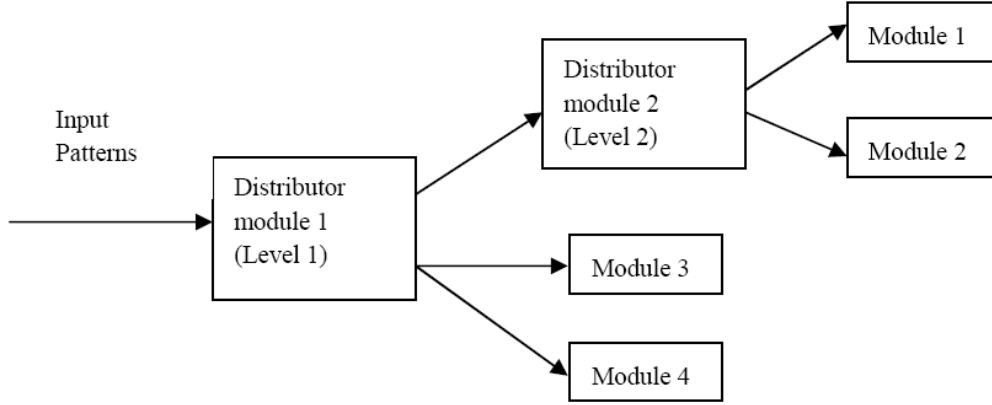 Input
Patterns
Distributor
module 1
(Level 1)
Distributor
module 2
(Level 2)
Module 1
Module 2
Module 3
Module 4